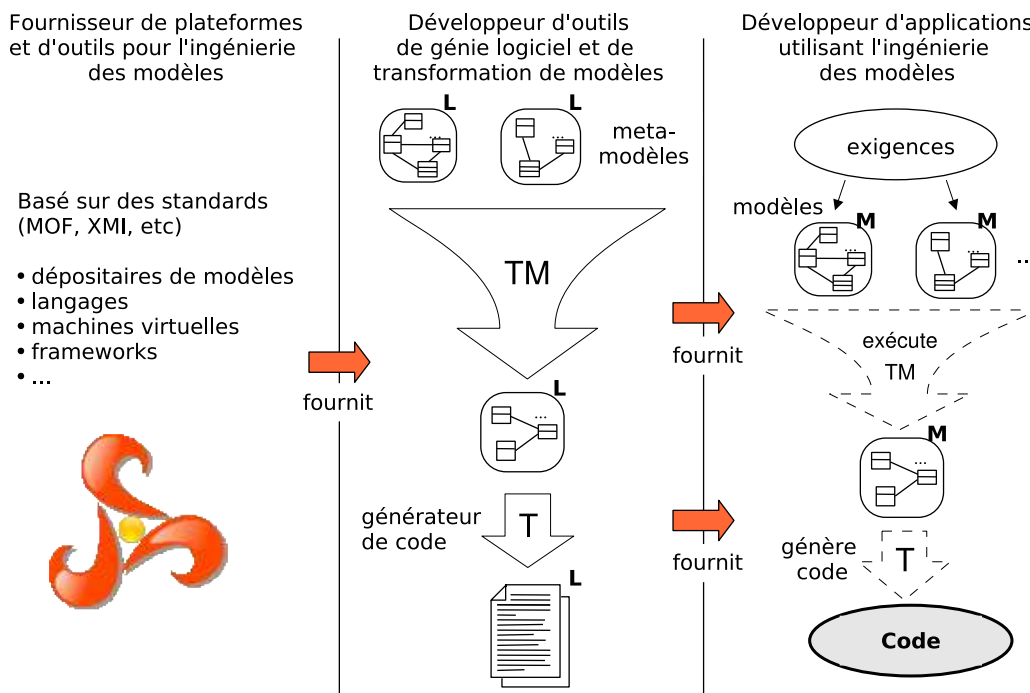 Fournisseur de plateformes
et d'outils pour l'ingénierie
des modèles
Basé sur des standards
(MOF, XMI, etc)
• dépositaires de modèles
• langages
• machines virtuelles
• frameworks
• ...
fournit
Développeur d'outils
de génie logiciel et de
transformation de modèles
L
L
...
...
meta-
modèles
TM
L
...
générateur
de code
T
L
fournit
fournit
Développeur d'applications
utilisant l'ingénierie
des modèles
exigences
modèles
M
M
...
...
...
exécute
TM
M
...
génère
code
T
Code